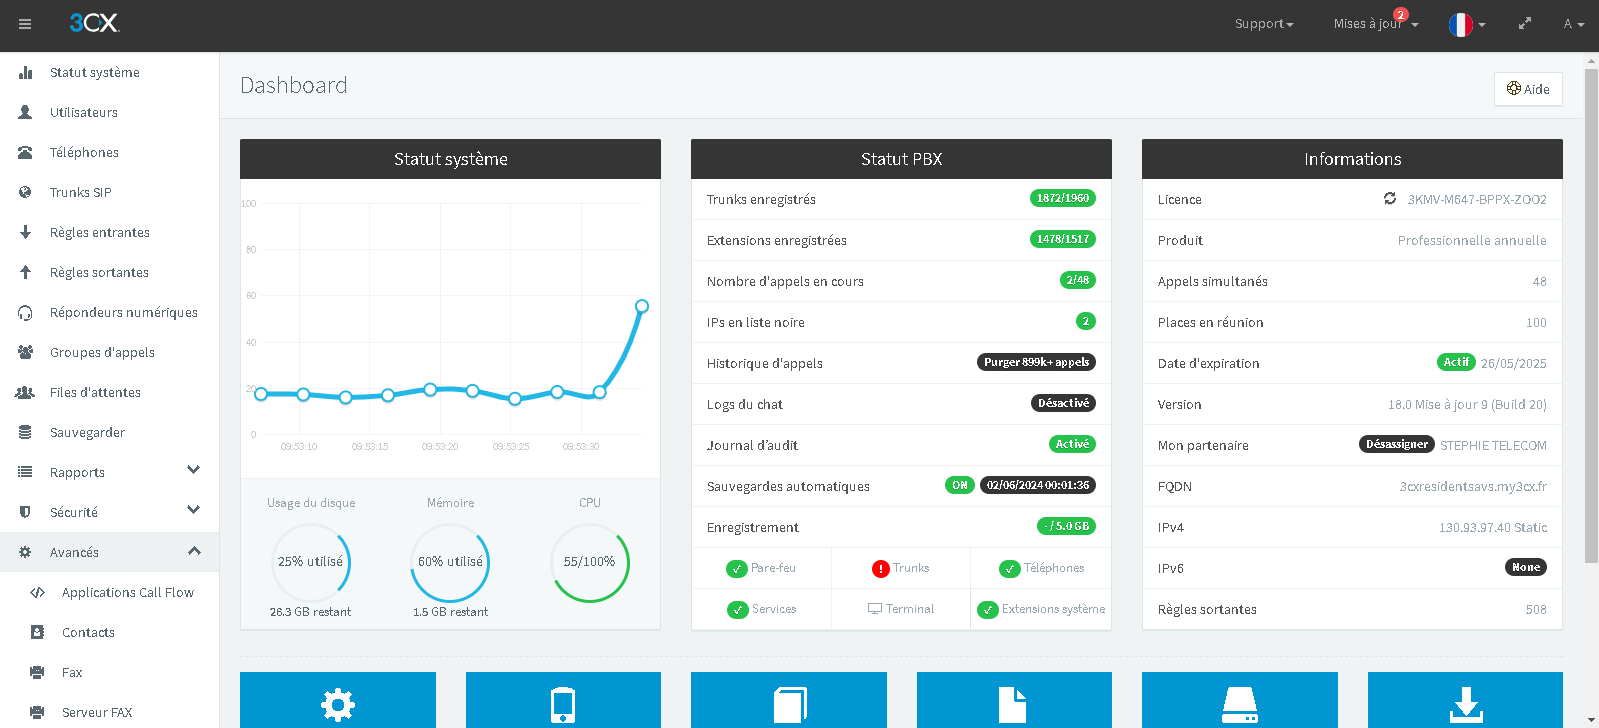 3CX
Support
Mises à jour 2
A
Statut système
Utilisateurs
Téléphones
Trunks SIP
Règles entrantes
Règles sortantes
Répondeurs numériques
Groupes d'appels
Files d'attentes
Sauvegarder
Rapports
Sécurité
Avancés
Applications Call Flow
Contacts
Fax
Serveur FAX
Dashboard
Aide
Statut système
100
80
60
40
20
0
09:53:10 09:53:15 09:53:20 09:53:25 09:53:30
Usage du disque Mémoire CPU
25% utilisé 60% utilisé 55/100%
26.3 GB restant 1.5 GB restant
Statut PBX
Trunks enregistrés 1872/1960
Extensions enregistrées 1478/1517
Nombre d'appels en cours 2/48
IPs en liste noire 2
Historique d'appels Purger 899k+ appels
Logs du chat Désactivé
Journal d'audit Activé
Sauvegardes automatiques ON 02/06/2024 00:01:36
Enregistrement - / 5.0 GB
Pare-feu Trunks Téléphones
Services Terminal Extensions système
Informations
Licence 3KMV-M647-BPPX-ZOO2
Produit Professionnelle annuelle
Appels simultanés 48
Places en réunion 100
Date d'expiration Actif 26/05/2025
Version 18.0 Mise à jour 9 (Build 20)
Mon partenaire Désassigner STEPHIE TELECOM
FQDN 3cxresidentsavs.my3cx.fr
IPv4 130.93.97.40 Static
IPv6 None
Règles sortantes 508